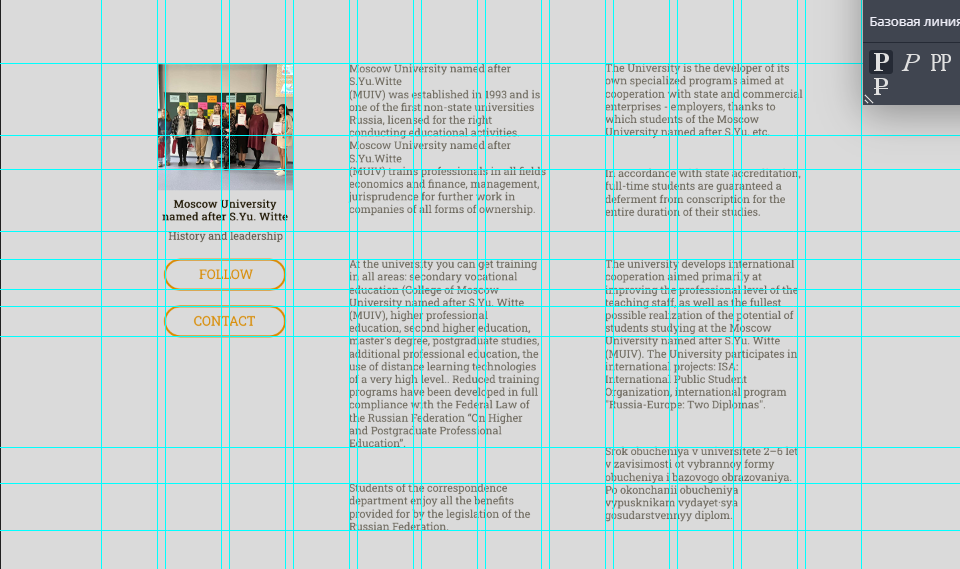 Базовая линия
P P PP
P
Moscow University
named after S.Yu. Witte
History and leadership
FOLLOW
CONTACT
Moscow University named after
S.Yu.Witte
(MUIV) was established in 1993 and is
one of the first non-state universities
Russia, licensed for the right
conducting educational activities.
Moscow University named after
S.Yu.Witte
(MUIV) trains professionals in all fields
economics and finance, management,
jurisprudence for further work in
companies of all forms of ownership.
At the university you can get training
in all areas: secondary vocational
education (College of Moscow
University named after S.Yu. Witte
(MUIV), higher professional
education, second higher education,
master's degree, postgraduate studies,
additional professional education, the
use of distance learning technologies
of a very high level.. Reduced training
programs have been developed in full
compliance with the Federal Law of
the Russian Federation "On Higher
and Postgraduate Professional
Education".
Students of the correspondence
department enjoy all the benefits
provided for by the legislation of the
Russian Federation.
The University is the developer of its
own specialized programs aimed at
cooperation with state and commercial
enterprises - employers, thanks to
which students of the Moscow
University named after S.Yu. etc.
In accordance with state accreditation,
full-time students are guaranteed a
deferment from conscription for the
entire duration of their studies.
The university develops international
cooperation aimed primarily at
improving the professional level of the
teaching staff, as well as the fullest
possible realization of the potential of
students studying at the Moscow
University named after S.Yu. Witte
(MUIV). The University participates in
international projects: ISA:
International Public Student
Organization, international program
"Russia-Europe: Two Diplomas".
Srok obucheniya v universitete 2–6 let
v zavisimosti ot vybrannoy formy
obucheniya i bazovogo obrazovaniya.
Po okonchanii obucheniya
vypusknikam vydayet·sya
gosudarstvennyy diplom.